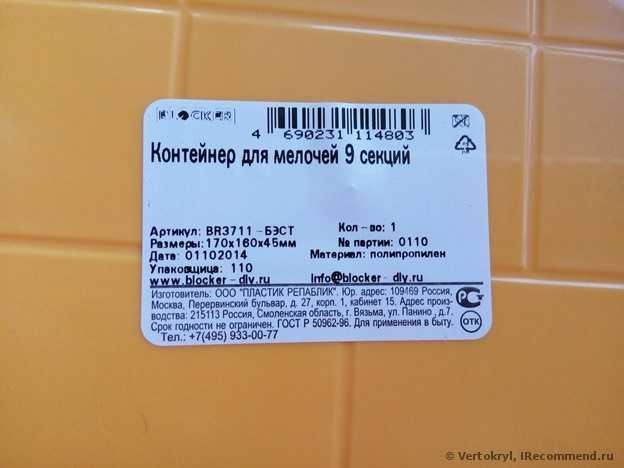 BLOCKER
4 690231 114803
Контейнер для мелочей 9 секций
Артикул: BR3711-БЭСТ Кол-во: 1
Размеры: 170x160x45мм № партии: 0110
Дата: 01102014 Материал: полипропилен
Упаковщица: 110
www.blocker-diy.ru info@blocker-diy.ru
Изготовитель: ООО "ПЛАСТИК РЕПАБЛИК". Юр. адрес: 109469 Россия,
Москва, Перервинский бульвар, д. 27, корп. 1, кабинет 15. Адрес произ-
водства: 215113 Россия, Смоленская область, г. Вязьма, ул. Панино , д.7.
Срок годности не ограничен. ГОСТ Р 50962-96. Для применения в быту.
Тел.: +7(495) 933-00-77
ОТК
© Vertokryl, IRecommend.ru